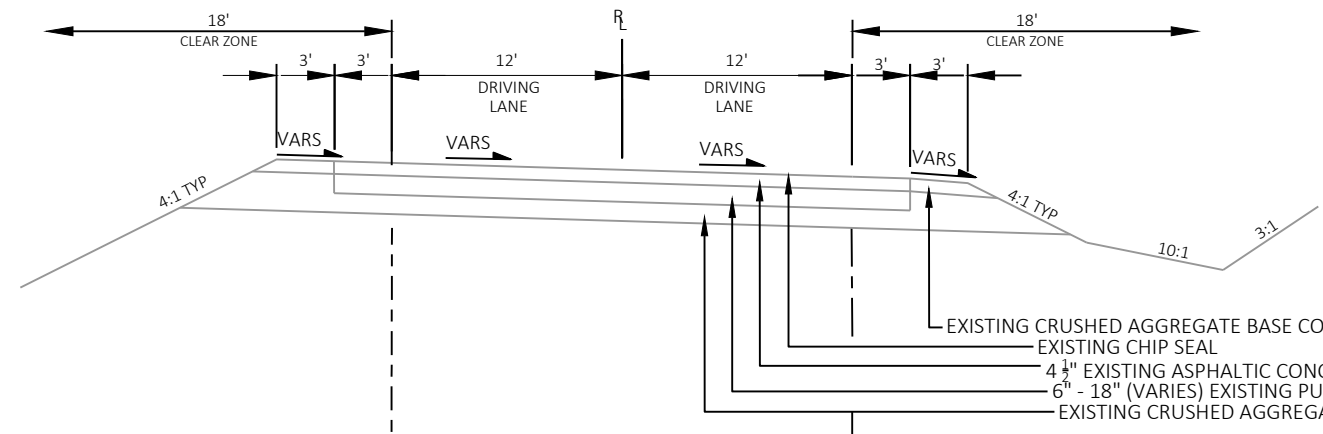 18'
CLEAR ZONE
RL
18'
CLEAR ZONE
3'
3'
12'
DRIVING
LANE
12'
DRIVING
LANE
3'
3'
VARS
VARS
VARS
VARS
4:1 TYP
4:1 TYP
10:1
3:1
EXISTING CRUSHED AGGREGATE BASE CO
EXISTING CHIP SEAL
4 1/2" EXISTING ASPHALTIC CONC
6" - 18" (VARIES) EXISTING PU
EXISTING CRUSHED AGGREGA